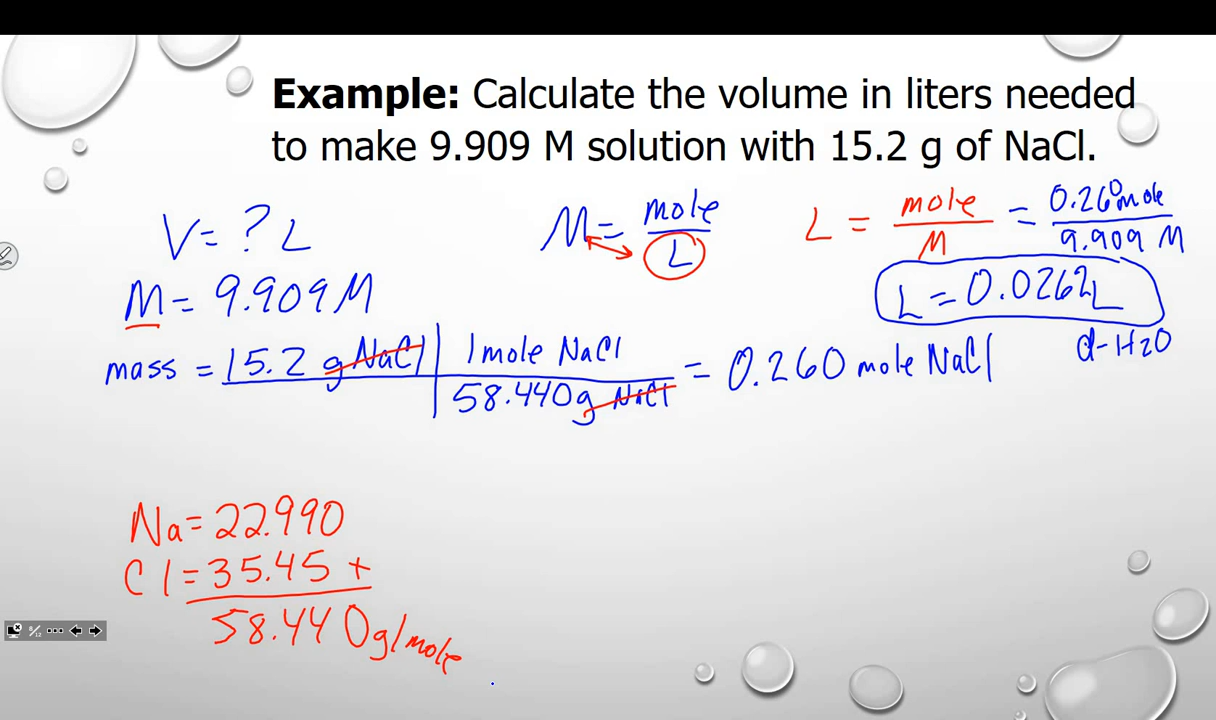 Example: Calculate the volume in liters needed
to make 9.909 M solution with 15.2 g of NaCl.
V = ? L
M = 9.909 M
M = mole / L
L = mole / M = 0.260 mole / 9.909 M
L = 0.0262 L
d-H2O
mass = 15.2 g NaCl | 1 mole NaCl / 58.440 g NaCl = 0.260 mole NaCl
Na = 22.990
Cl = 35.45 +
58.440 g/mole
8/12